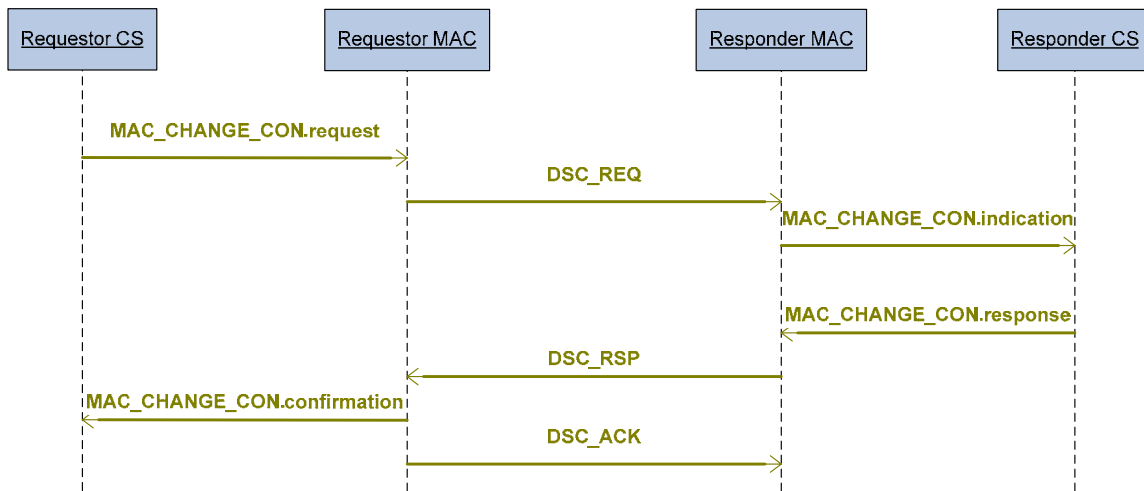 Requestor CS
Requestor MAC
Responder MAC
Responder CS
MAC_CHANGE_CON.request
DSC_REQ
MAC_CHANGE_CON.indication
MAC_CHANGE_CON.response
DSC_RSP
MAC_CHANGE_CON.confirmation
DSC_ACK